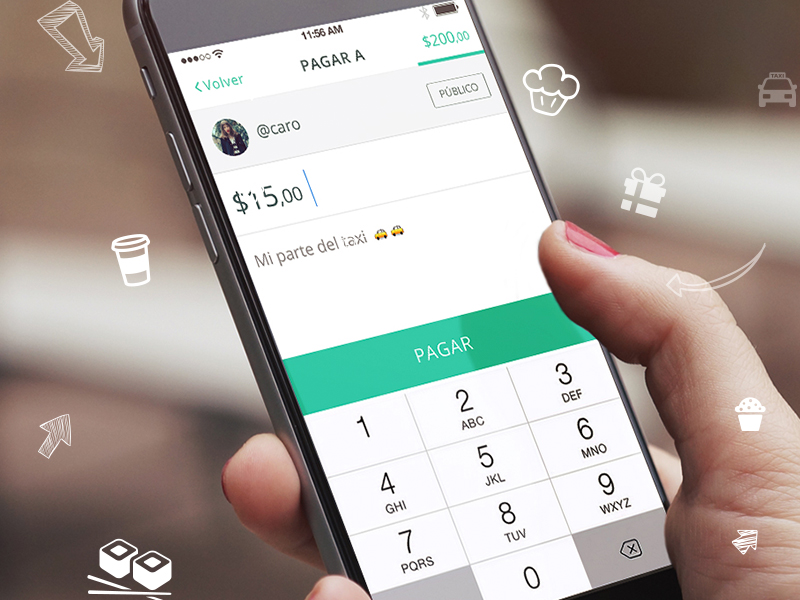 11:56 AM
Volver
PAGAR A
$200,00
@caro
PÚBLICO
$15,00
Mi parte del taxi
PAGAR
1
2
ABC
3
DEF
4
GHI
5
JKL
6
MNO
7
PQRS
8
TUV
9
WXYZ
0
TAXI